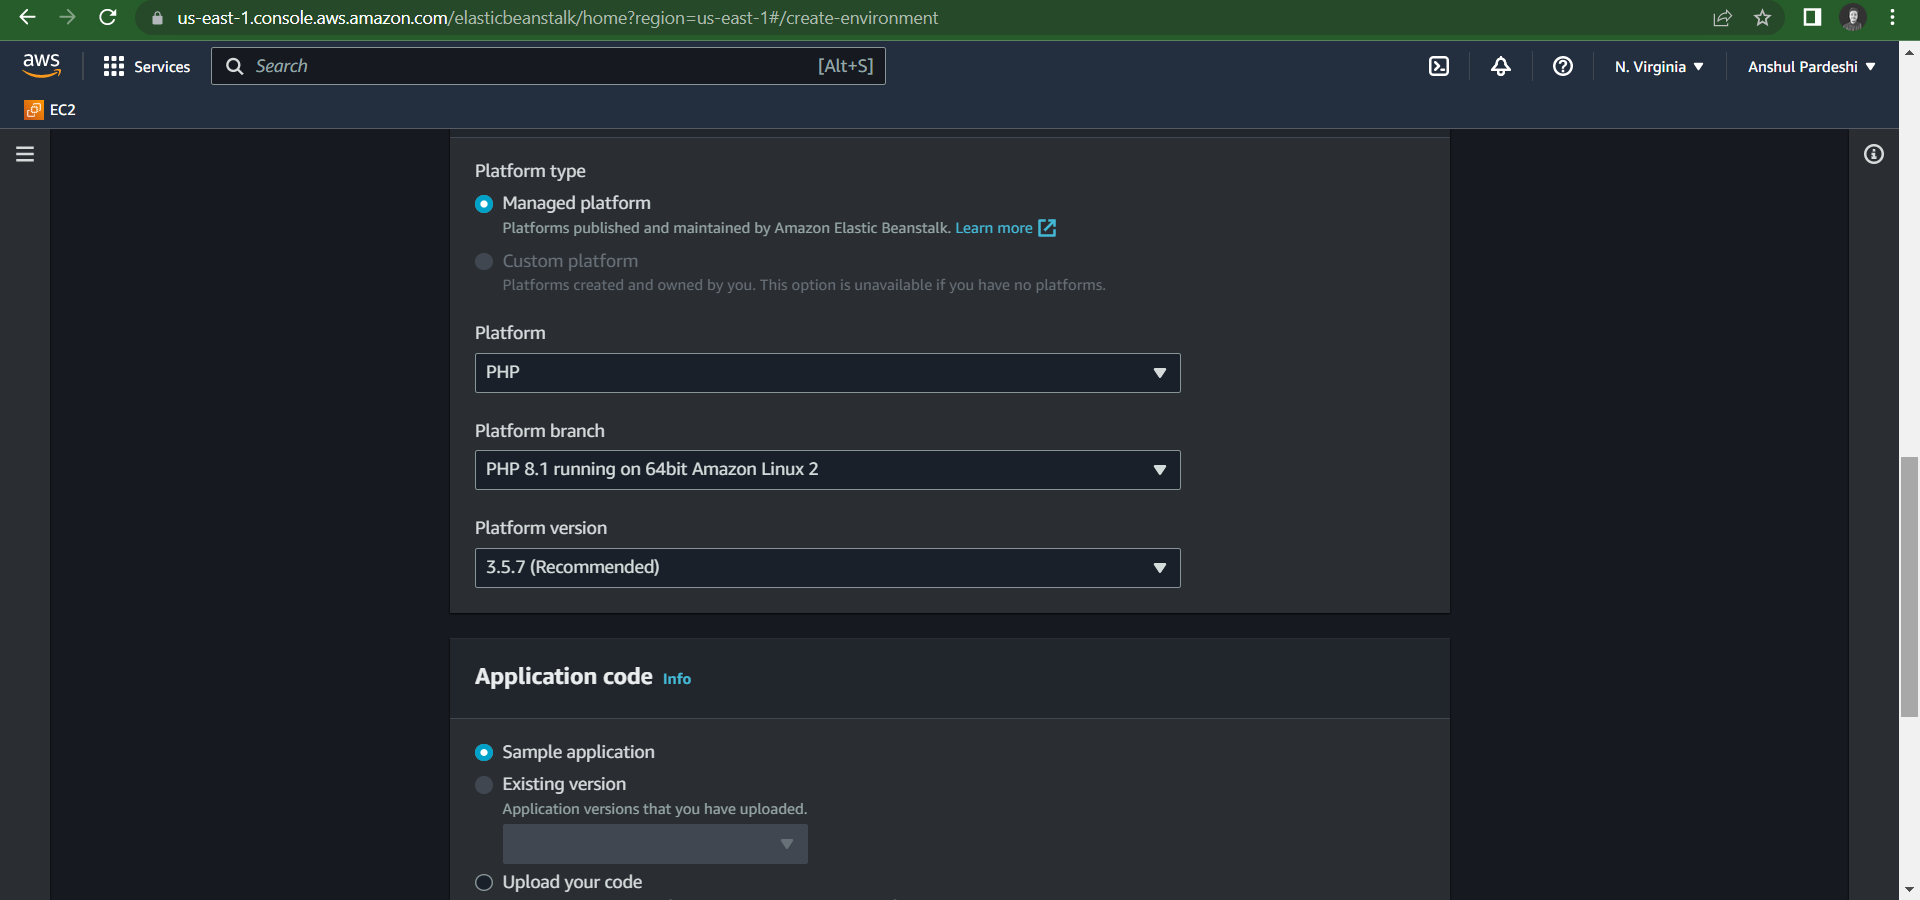 us-east-1.console.aws.amazon.com/elasticbeanstalk/home?region=us-east-1#/create-environment
aws Services Search [Alt+S] N. Virginia ▼ Anshul Pardeshi ▼
EC2
Platform type
Managed platform
Platforms published and maintained by Amazon Elastic Beanstalk. Learn more
Custom platform
Platforms created and owned by you. This option is unavailable if you have no platforms.
Platform
PHP
Platform branch
PHP 8.1 running on 64bit Amazon Linux 2
Platform version
3.5.7 (Recommended)
Application code Info
Sample application
Existing version
Application versions that you have uploaded.
Upload your code